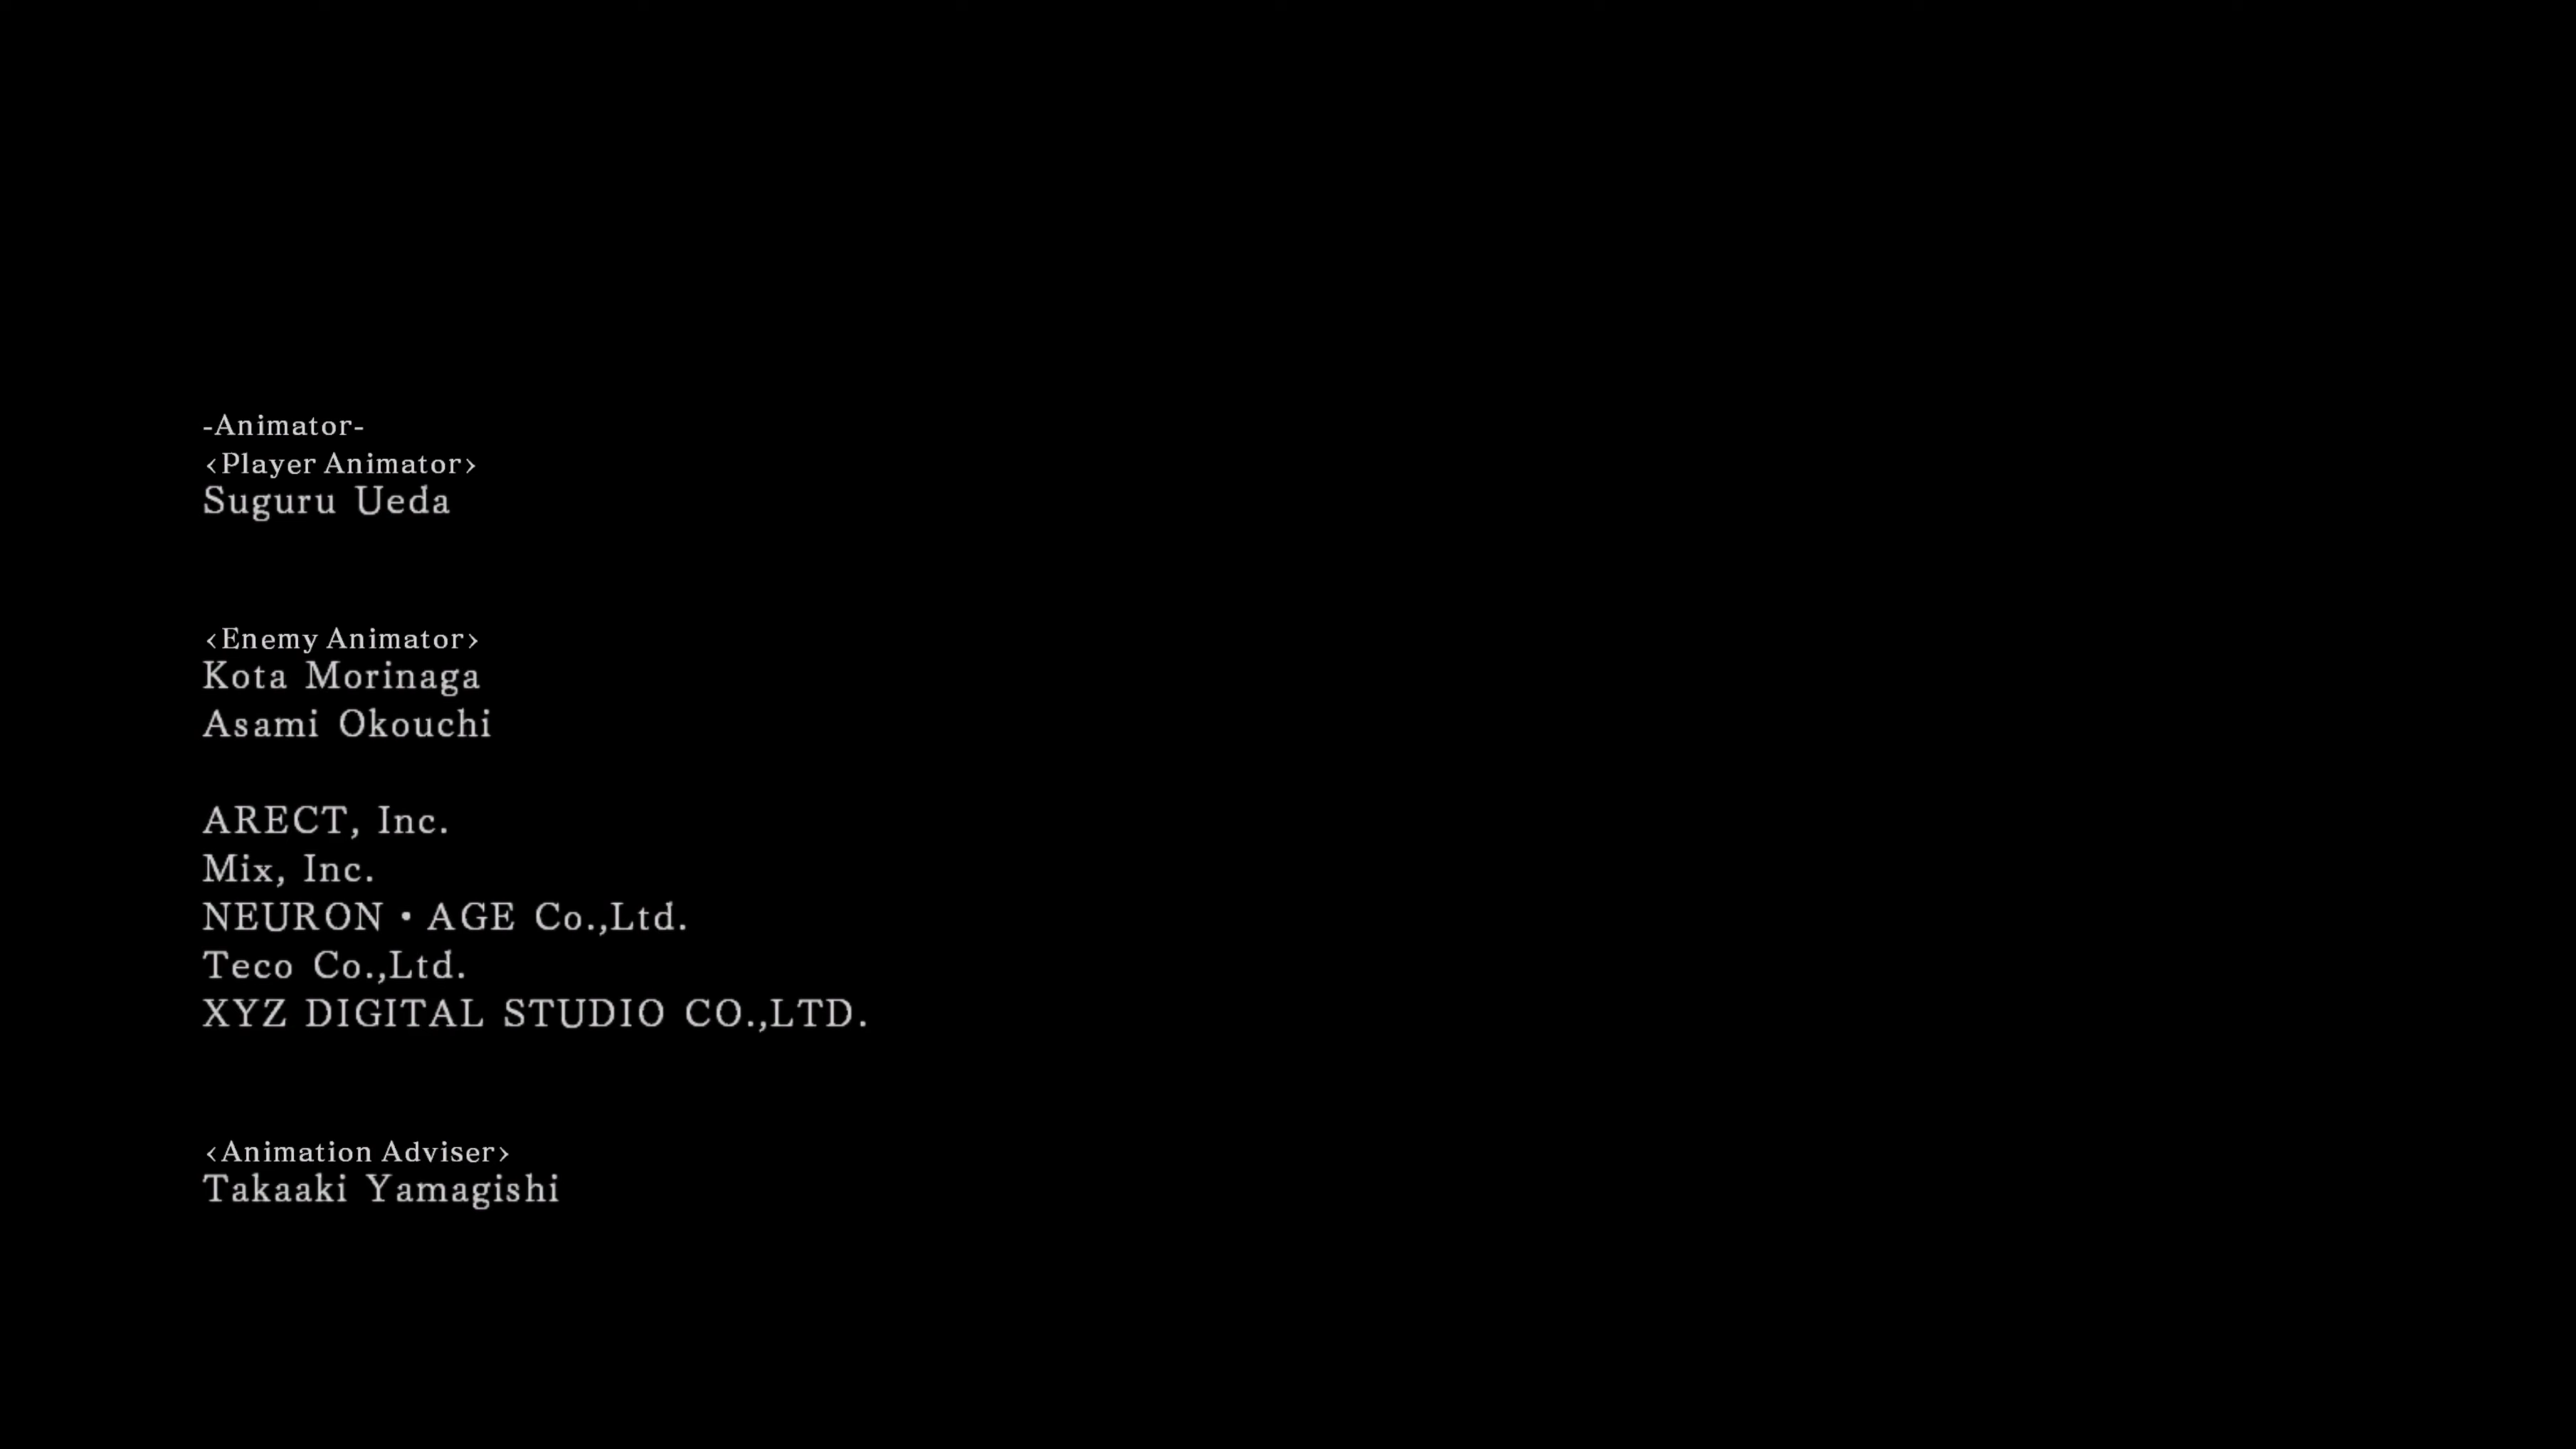 -Animator-
‹Player Animator›
Suguru Ueda
‹Enemy Animator›
Kota Morinaga
Asami Okouchi
ARECT, Inc.
Mix, Inc.
NEURON・AGE Co.,Ltd.
Teco Co.,Ltd.
XYZ DIGITAL STUDIO CO.,LTD.
‹Animation Adviser›
Takaaki Yamagishi